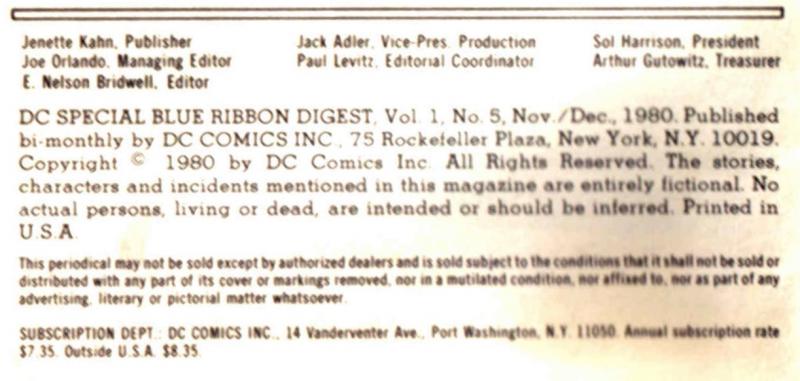 Jenette Kahn, Publisher Jack Adler, Vice-Pres. Production Sol Harrison, President
Joe Orlando, Managing Editor Paul Levitz, Editorial Coordinator Arthur Gutowitz, Treasurer
E. Nelson Bridwell, Editor
DC SPECIAL BLUE RIBBON DIGEST, Vol. 1, No. 5, Nov./Dec., 1980. Published
bi-monthly by DC COMICS INC., 75 Rockefeller Plaza, New York, N.Y. 10019.
Copyright © 1980 by DC Comics Inc. All Rights Reserved. The stories,
characters and incidents mentioned in this magazine are entirely fictional. No
actual persons, living or dead, are intended or should be inferred. Printed in
U.S.A.
This periodical may not be sold except by authorized dealers and is sold subject to the conditions that it shall not be sold or
distributed with any part of its cover or markings removed, nor in a mutilated condition, nor affixed to, nor as part of any
advertising, literary or pictorial matter whatsoever.
SUBSCRIPTION DEPT.: DC COMICS INC., 14 Vanderventer Ave., Port Washington, N.Y. 11050. Annual subscription rate
$7.35. Outside U.S.A. $8.35.